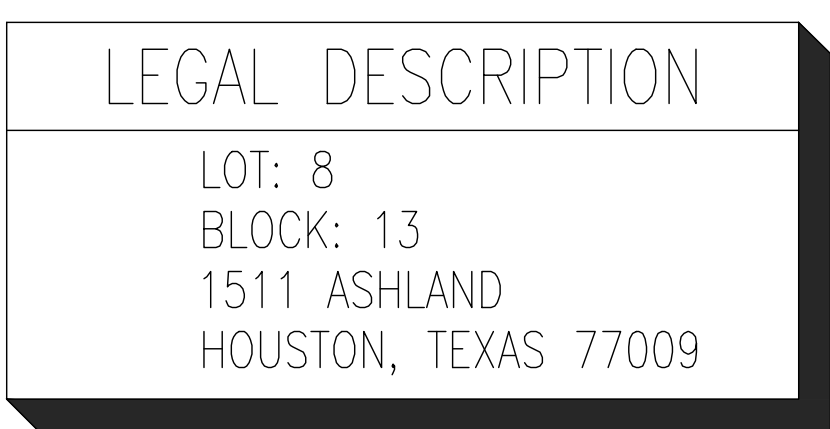 LEGAL DESCRIPTION
LOT: 8
BLOCK: 13
1511 ASHLAND
HOUSTON, TEXAS 77009